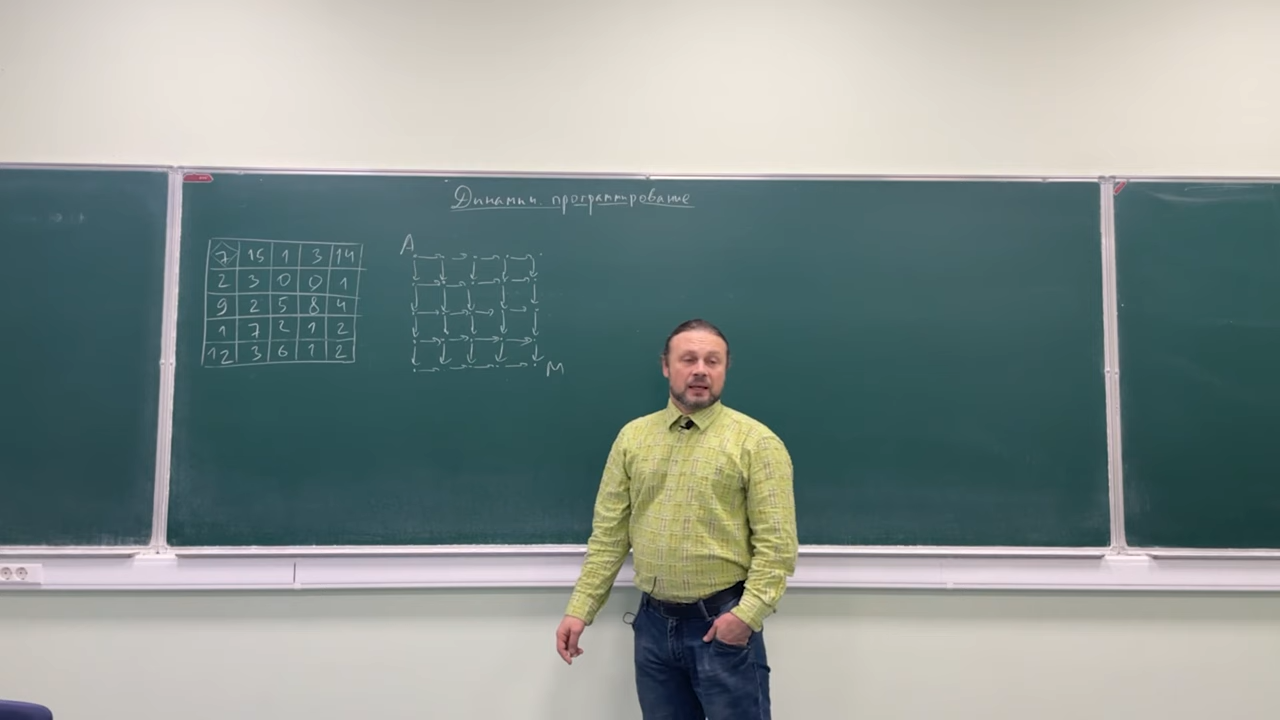 Динамич. программирование
7 15 1 3 14
2 3 0 0 1
9 2 5 8 4
1 7 2 1 2
12 3 6 1 2
А
М